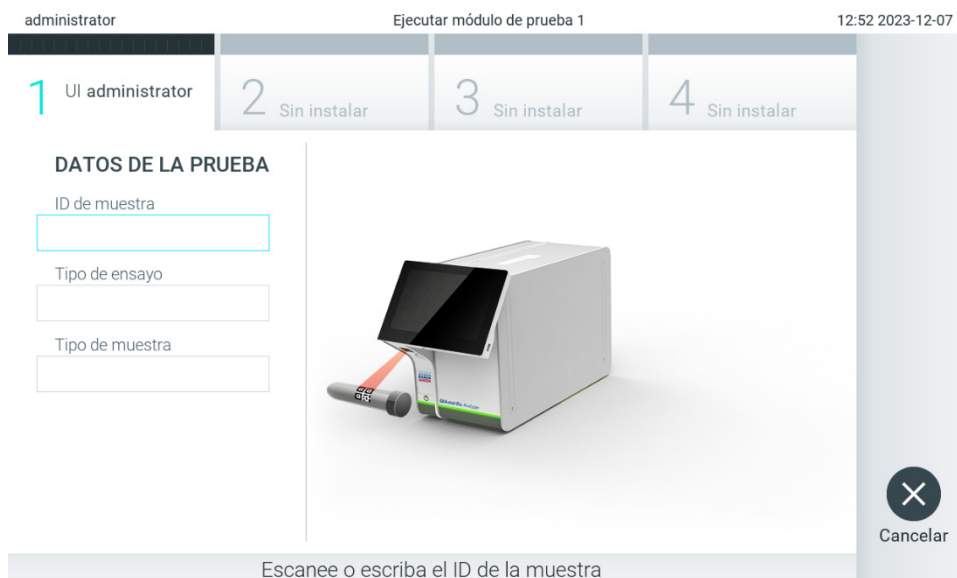 administrator Ejecutar módulo de prueba 1 12:52 2023-12-07
1 UI administrator 2 Sin instalar 3 Sin instalar 4 Sin instalar
DATOS DE LA PRUEBA
ID de muestra
Tipo de ensayo
Tipo de muestra
Cancelar
Escanee o escriba el ID de la muestra